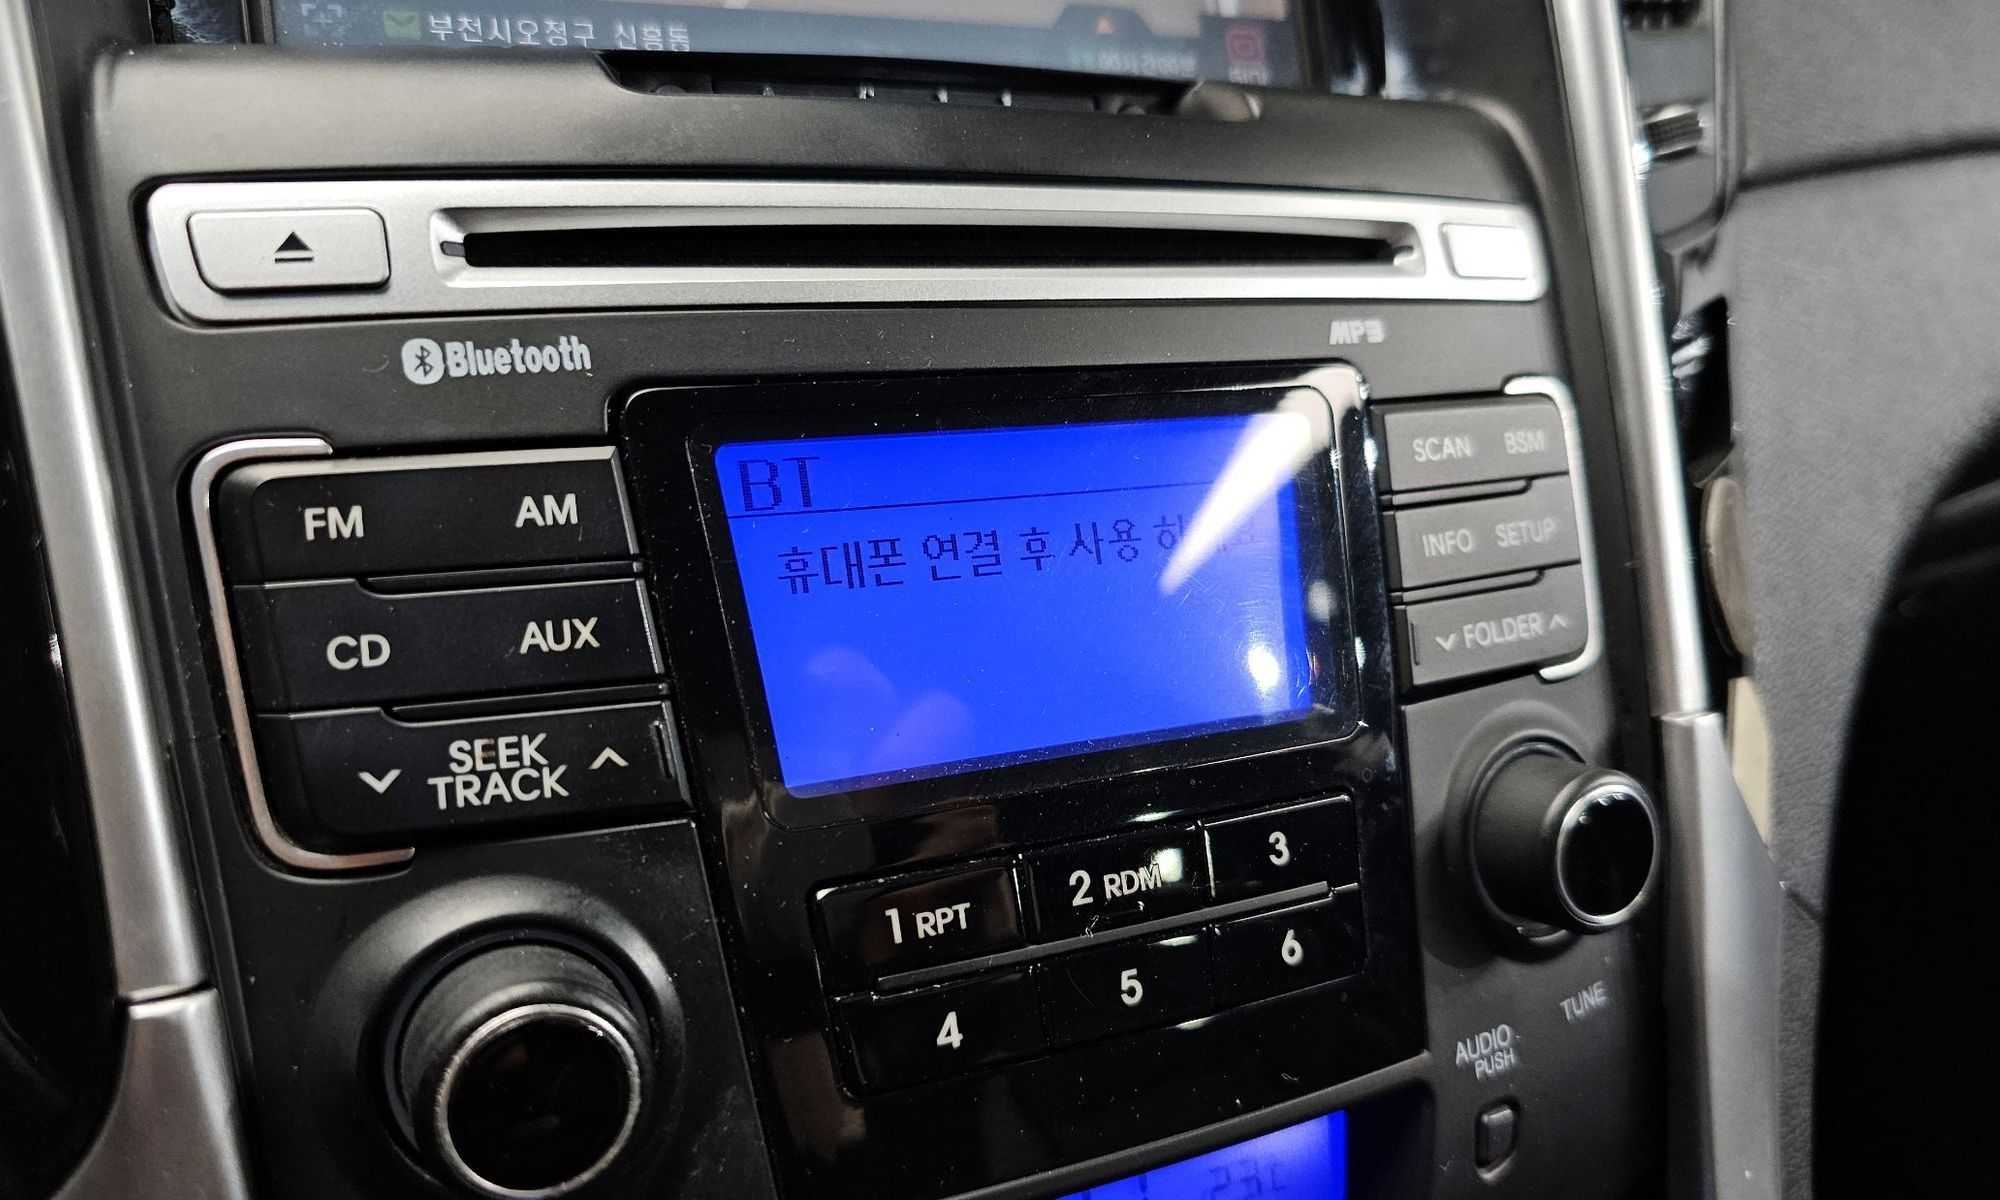 부천시오정구 신흥동
Bluetooth
MP3
FM AM
CD AUX
SEEK
TRACK
BT
휴대폰 연결 후 사용
SCAN BSM
INFO SETUP
FOLDER
1 RPT
2 RDM
3
4
5
6
TUNE
AUDIO
PUSH